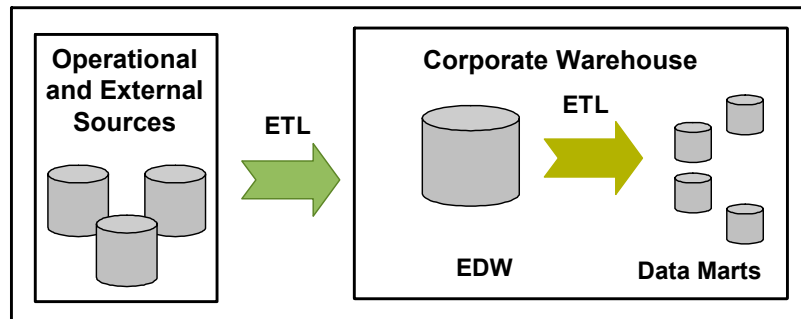 Operational
and External
Sources
ETL
Corporate Warehouse
ETL
EDW
Data Marts